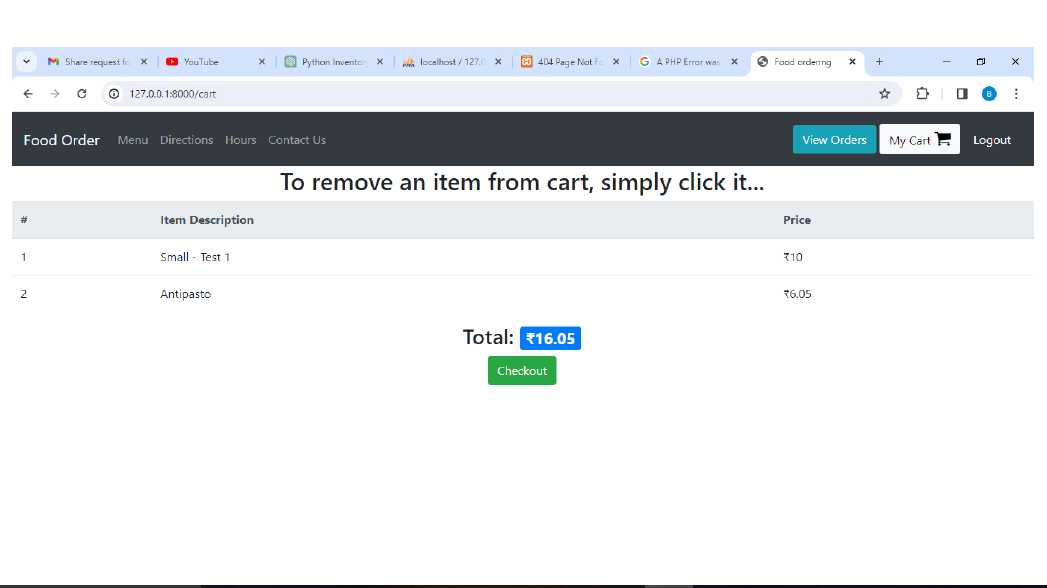 Share request fo
YouTube
Python Inventor
localhost / 127.0
404 Page Not Fo
A PHP Error was
Food ordering
127.0.0.1:8000/cart
B
Food Order Menu Directions Hours Contact Us View Orders My Cart Logout
To remove an item from cart, simply click it...
# Item Description Price
1 Small - Test 1 ₹10
2 Antipasto ₹6.05
Total: ₹16.05
Checkout